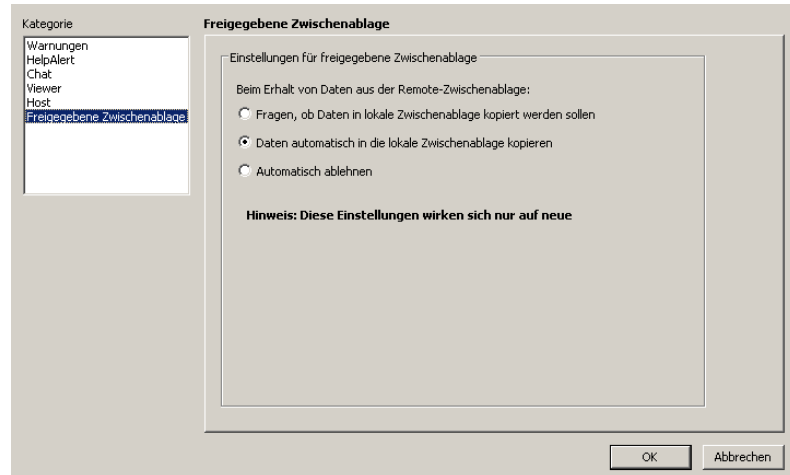 Kategorie
Warnungen
HelpAlert
Chat
Viewer
Host
Freigegebene Zwischenablage
Freigegebene Zwischenablage
Einstellungen für freigegebene Zwischenablage
Beim Erhalt von Daten aus der Remote-Zwischenablage:
Fragen, ob Daten in lokale Zwischenablage kopiert werden sollen
Daten automatisch in die lokale Zwischenablage kopieren
Automatisch ablehnen
Hinweis: Diese Einstellungen wirken sich nur auf neue
OK
Abbrechen